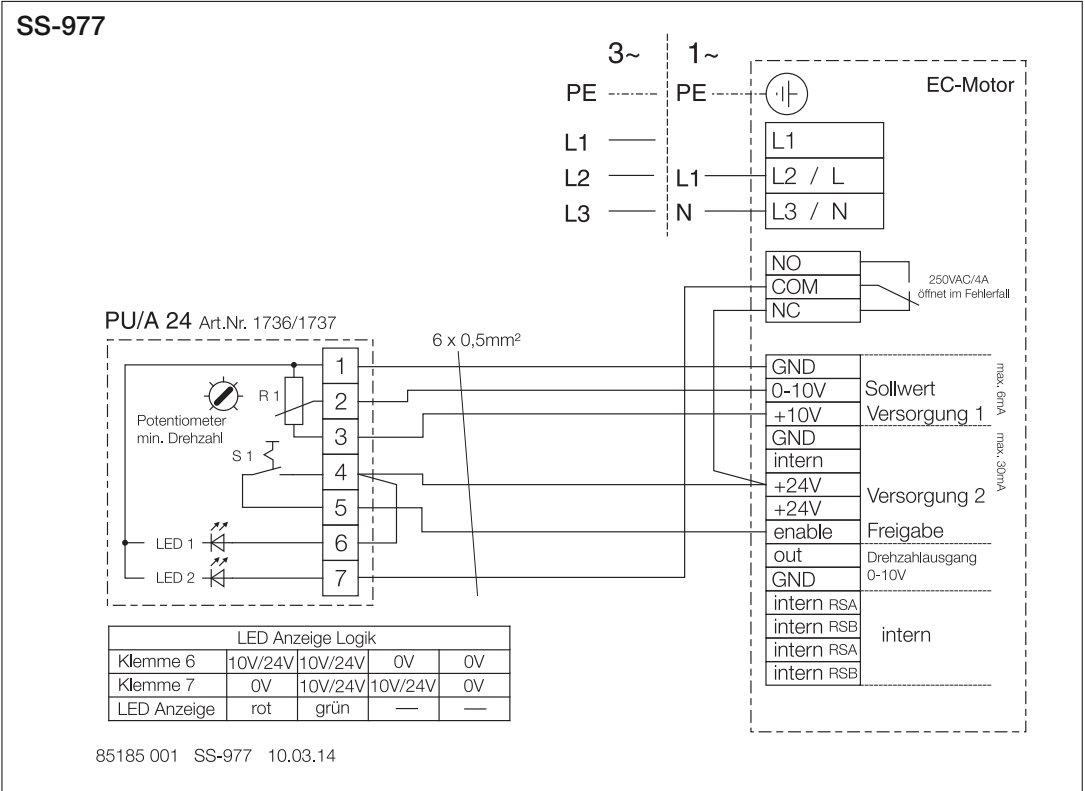 SS-977
3~ 1~
PE PE
EC-Motor
L1 L1
L2 L1 L2 / L
L3 N L3 / N
NO
COM
NC
250VAC/4A
öffnet im Fehlerfall
PU/A 24 Art.Nr. 1736/1737
6 x 0,5mm²
1
2
3
4
5
6
7
R 1
Potentiometer
min. Drehzahl
S 1
LED 1
LED 2
GND
0-10V Sollwert
+10V Versorgung 1
max. 6mA
GND
intern
+24V
+24V
Versorgung 2
max. 30mA
enable Freigabe
out
GND
Drehzahlausgang
0-10V
intern RSA
intern RSB
intern RSA
intern RSB
intern
LED Anzeige Logik
Klemme 6 10V/24V 10V/24V 0V 0V
Klemme 7 0V 10V/24V 10V/24V 0V
LED Anzeige rot grün — —
85185 001 SS-977 10.03.14